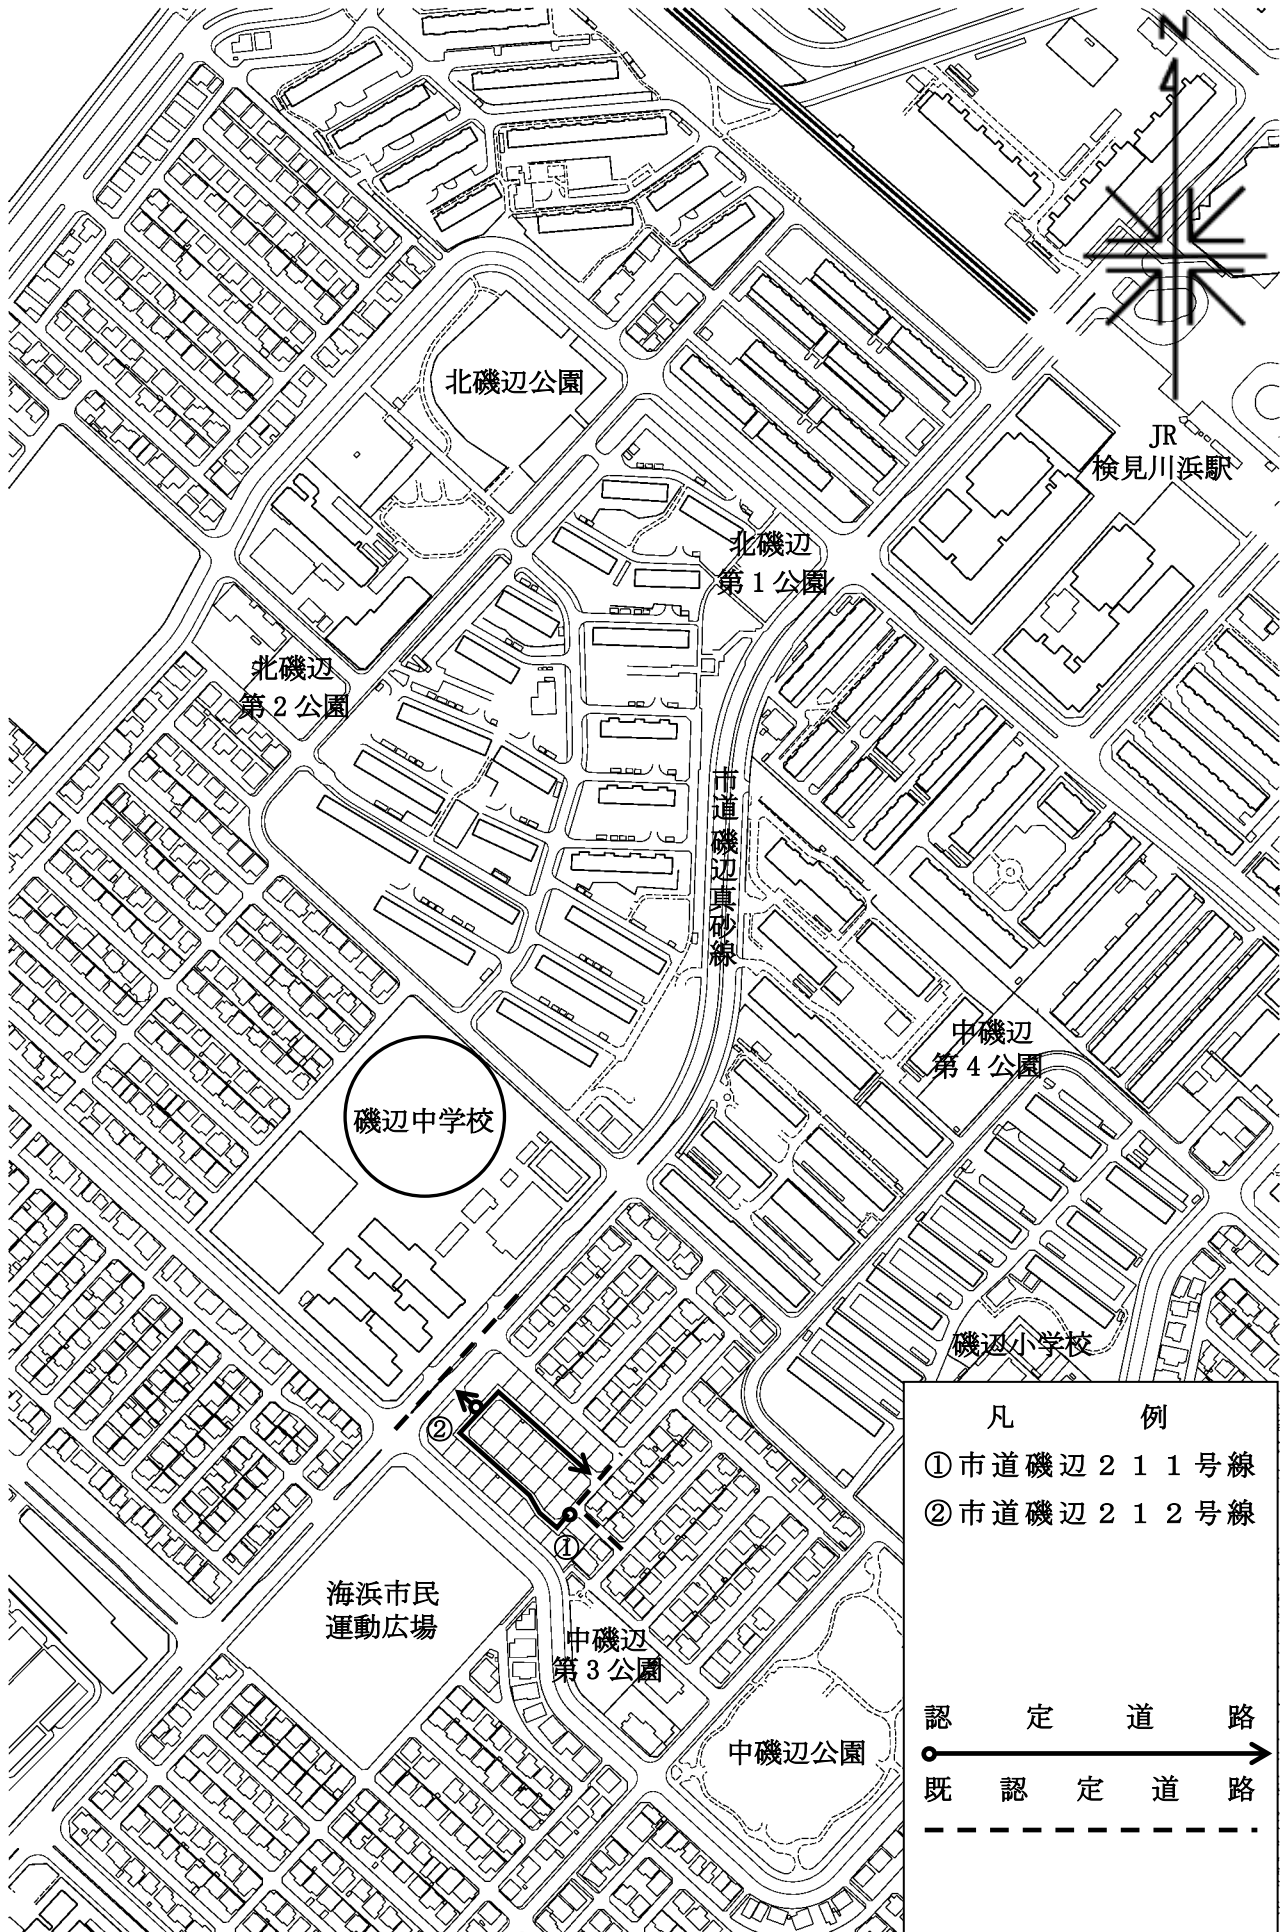 N
北磯辺公園
JR
検見川浜駅
北磯辺
第1公園
北磯辺
第2公園
市道磯辺真砂線
中磯辺
第4公園
磯辺中学校
磯辺小学校
②
①
海浜市民
運動広場
中磯辺
第3公園
中磯辺公園
凡例
①市道磯辺211号線
②市道磯辺212号線
認定道路
既認定道路